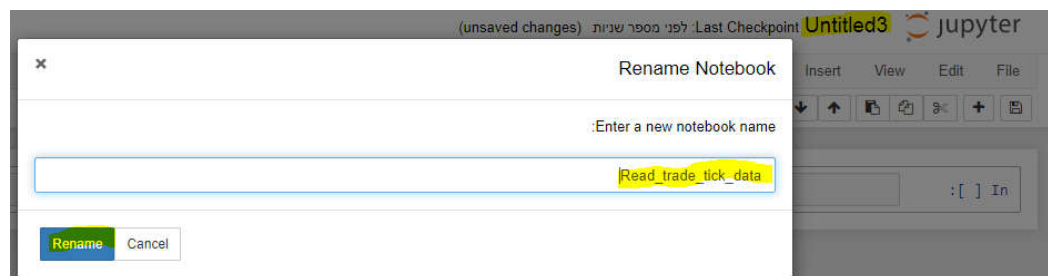 jupyter Untitled3 Last Checkpoint: לפני מספר שניות (unsaved changes)
File Edit View Insert
Rename Notebook ×
Enter a new notebook name:
Read_trade_tick_data
In [ ]:
Rename Cancel